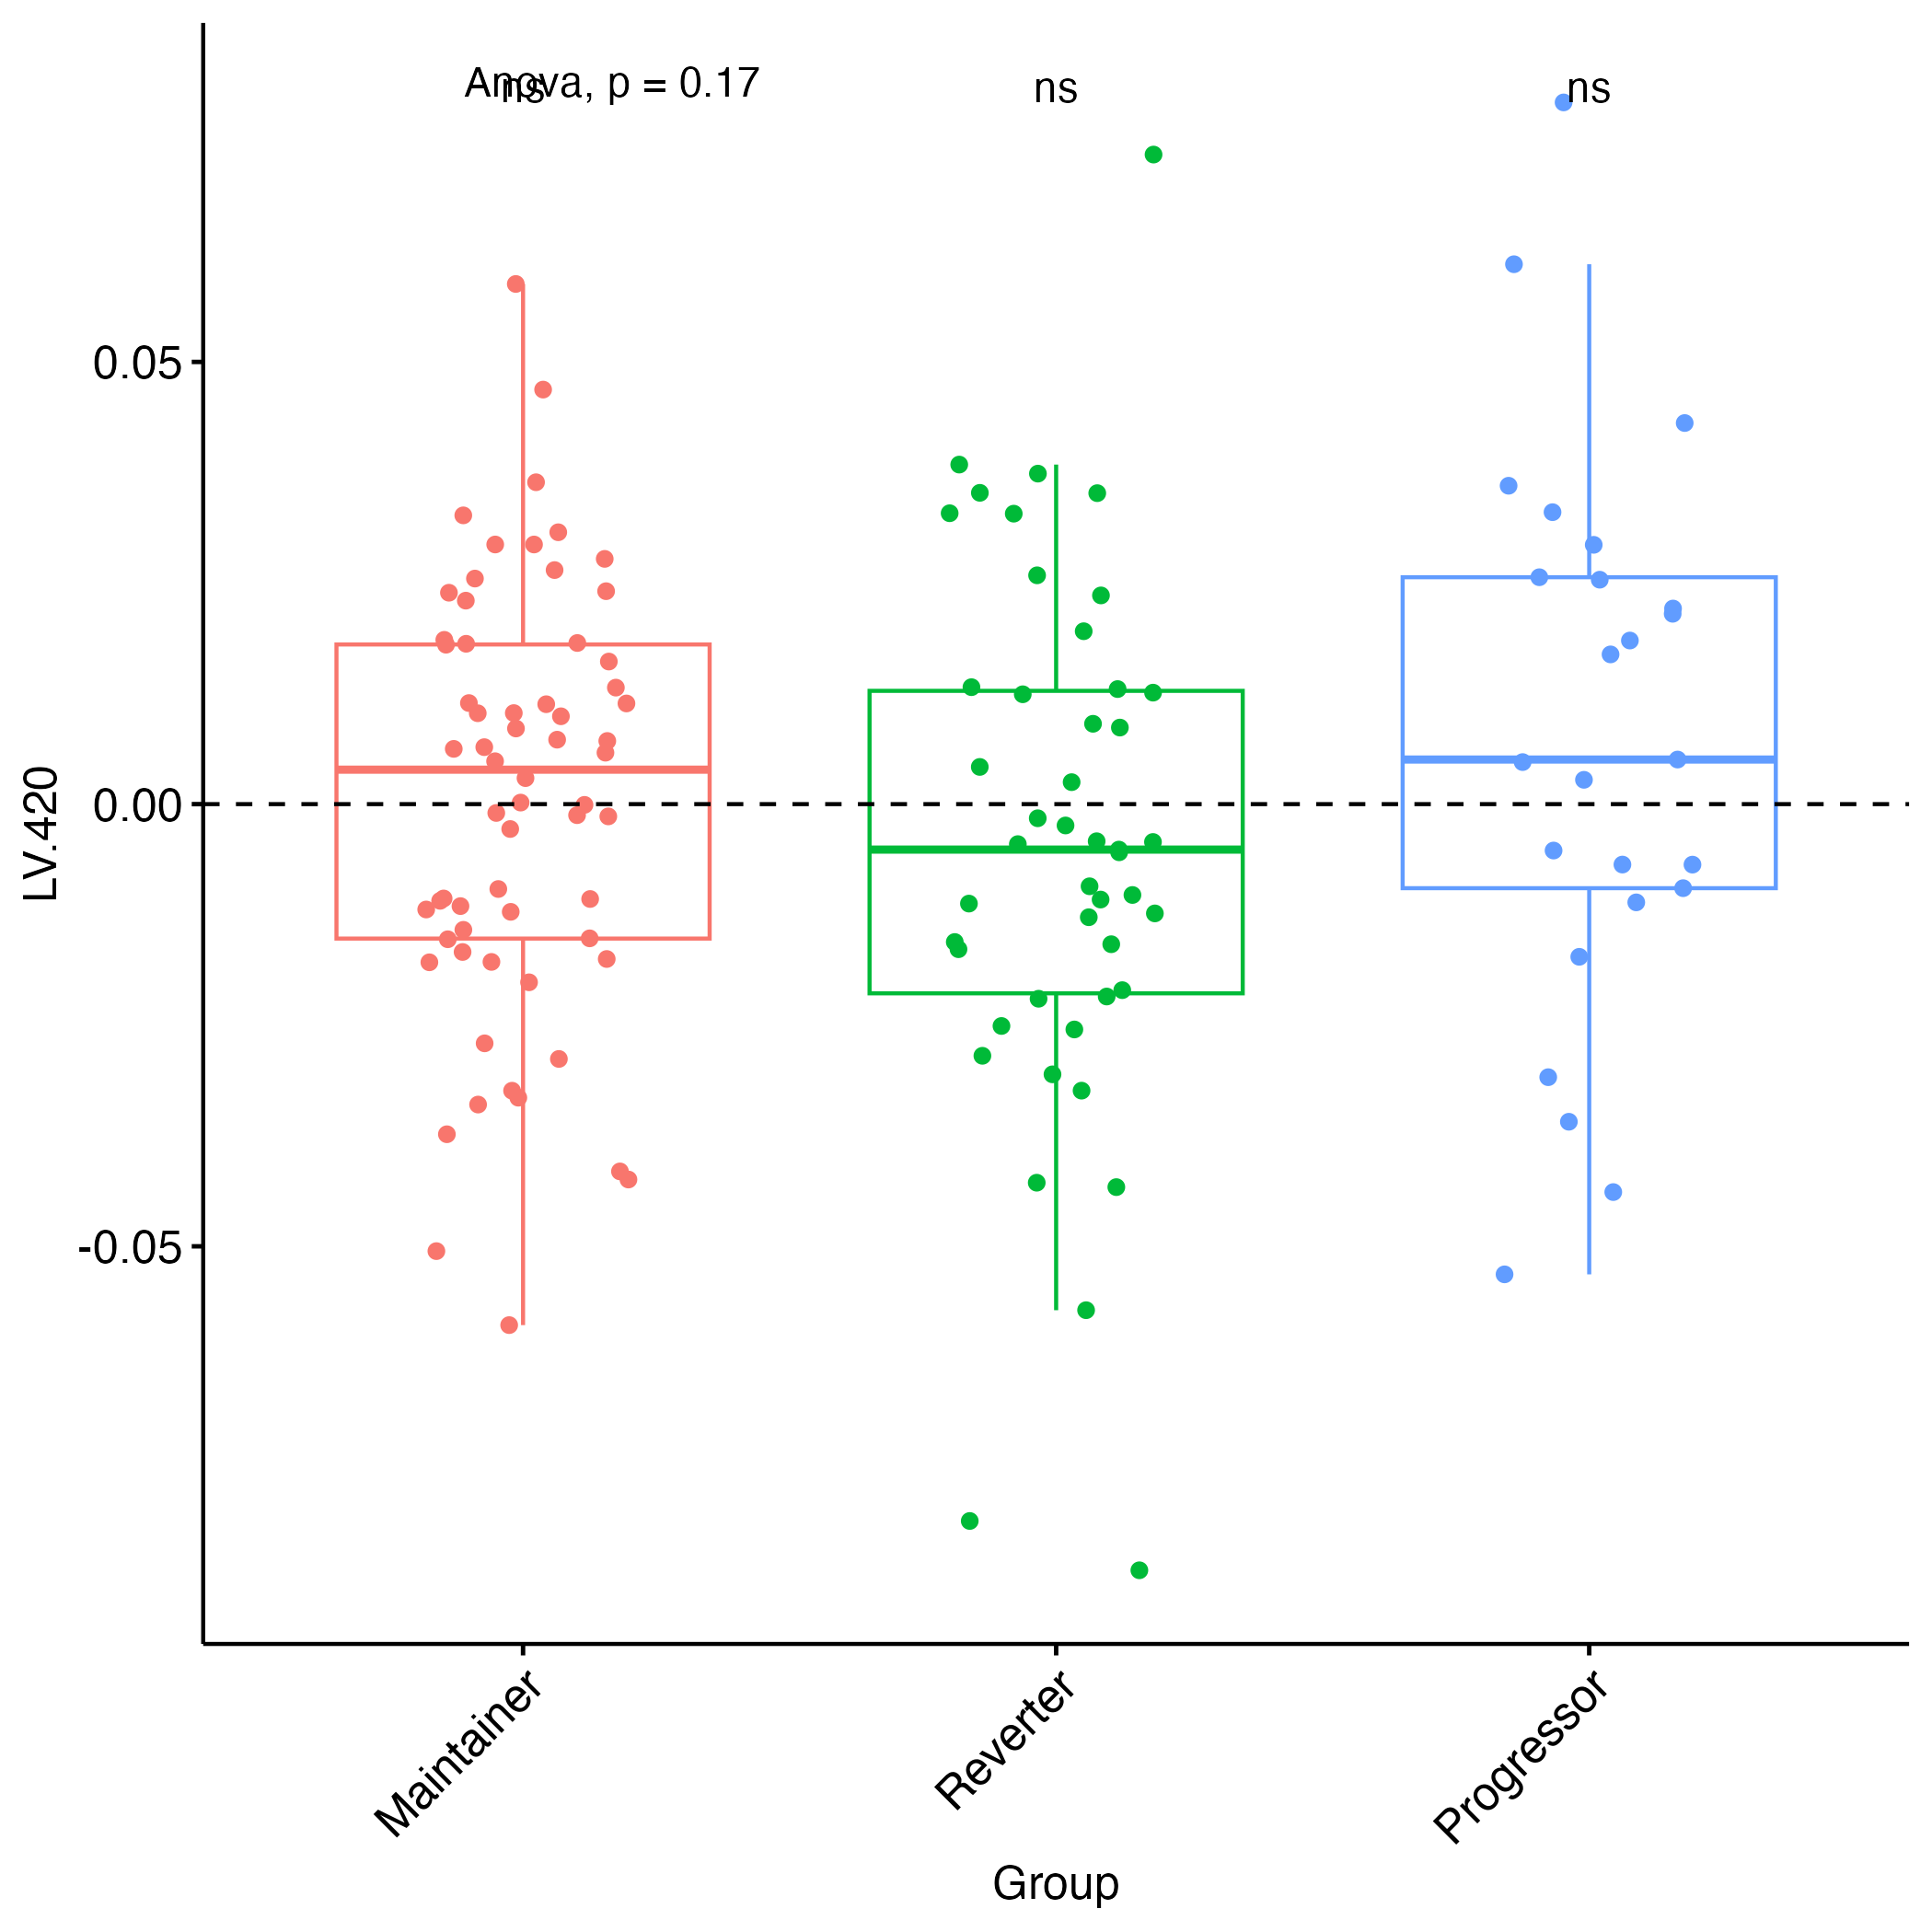 Anova, p = 0.17
ns
ns
ns
0.05
0.00
-0.05
LV.420
Maintainer
Reverter
Progressor
Group